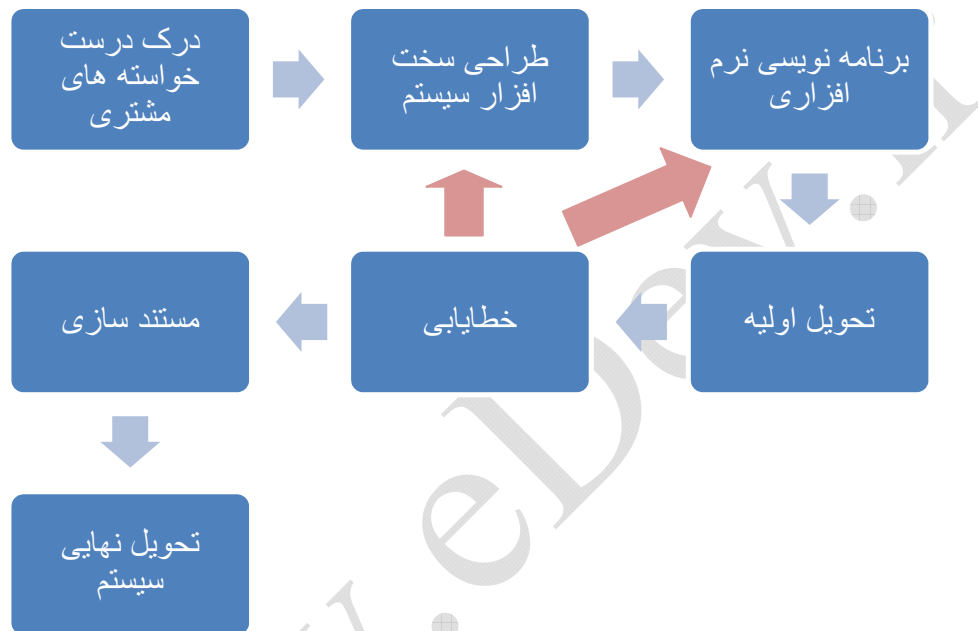 درک درست
خواسته های
مشتری
طراحی سخت
افزار سیستم
برنامه نویسی نرم
افزاری
تحویل اولیه
خطایابی
مستند سازی
تحویل نهایی
سیستم